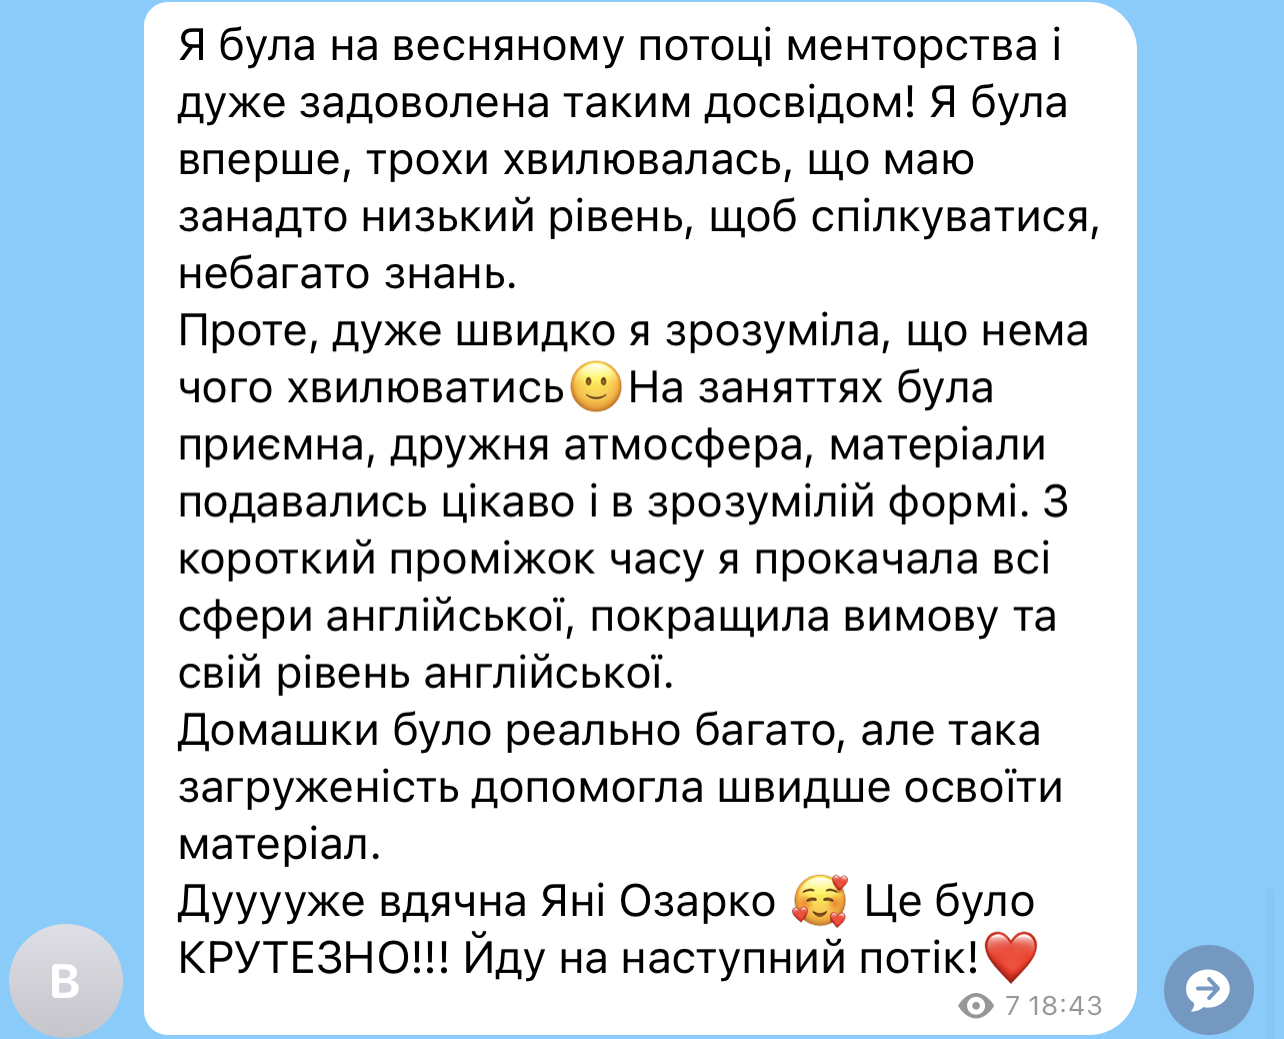 Я була на весняному потоці менторства і
дуже задоволена таким досвідом! Я була
вперше, трохи хвилювалась, що маю
занадто низький рівень, щоб спілкуватися,
небагато знань.
Проте, дуже швидко я зрозуміла, що нема
чого хвилюватись🙂На заняттях була
приємна, дружня атмосфера, матеріали
подавались цікаво і в зрозумілій формі. З
короткий проміжок часу я прокачала всі
сфери англійської, покращила вимову та
свій рівень англійської.
Домашки було реально багато, але така
загруженість допомогла швидше освоїти
матеріал.
Дууууже вдячна Яні Озарко 🥰 Це було
КРУТЕЗНО!!! Йду на наступний потік!❤️
7 18:43
В